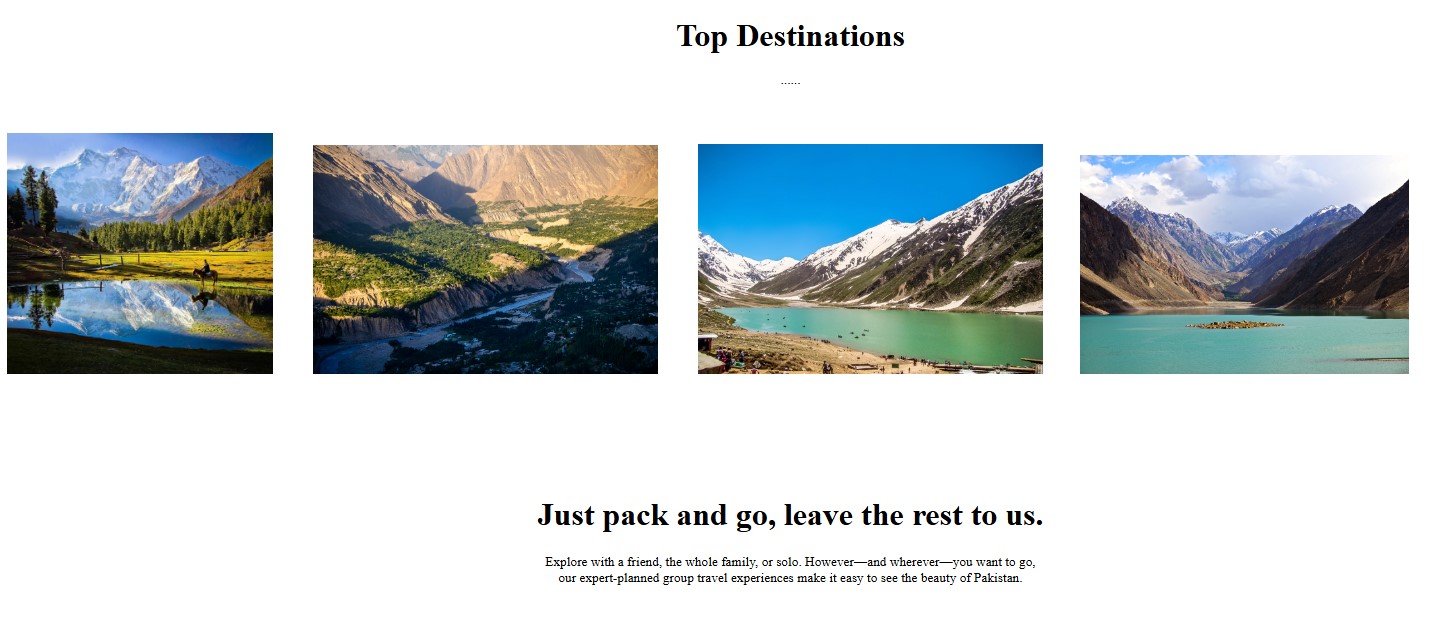 Top Destinations
......
Just pack and go, leave the rest to us.
Explore with a friend, the whole family, or solo. However—and wherever—you want to go,
our expert-planned group travel experiences make it easy to see the beauty of Pakistan.